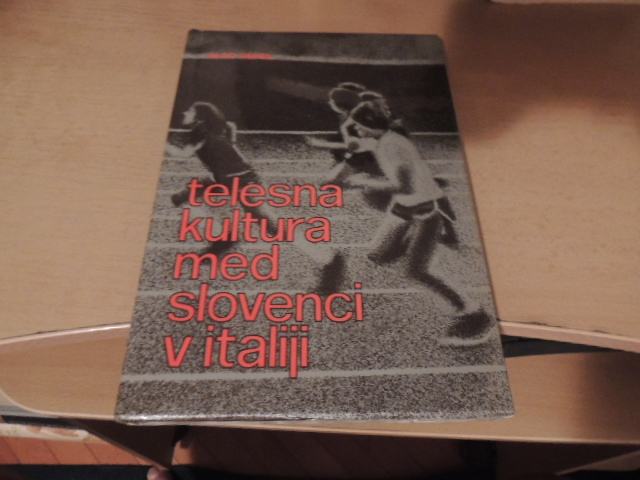 telesna
kultura
med
slovenci
v italiji